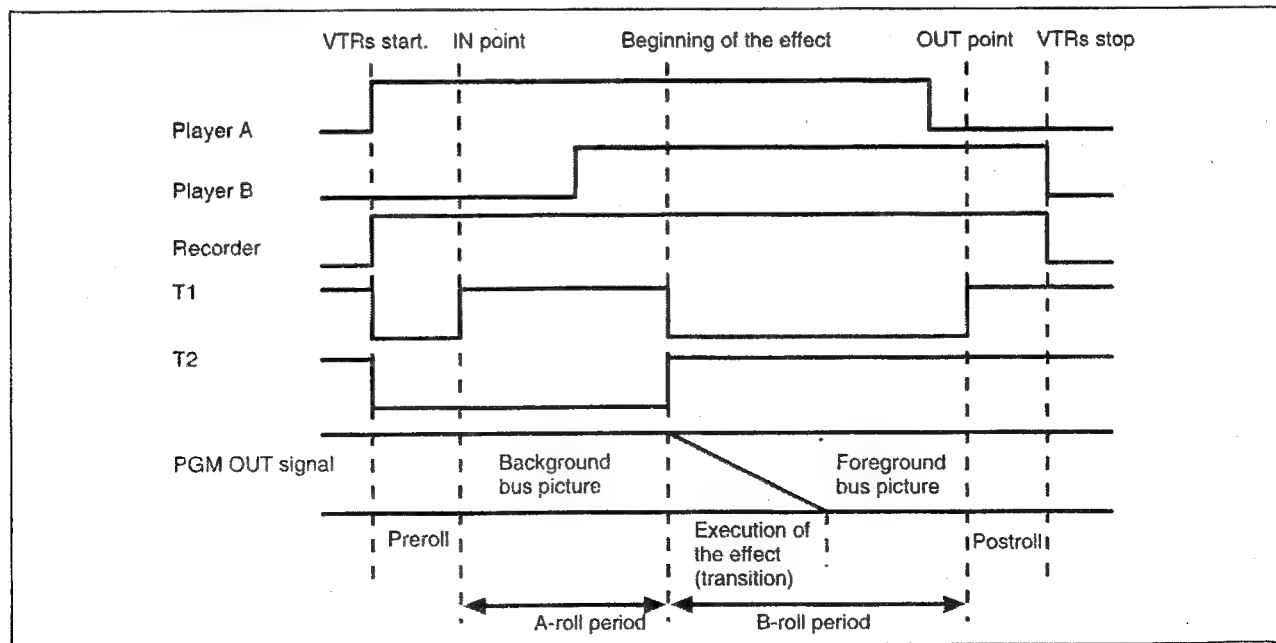 VTRs start. IN point Beginning of the effect OUT point VTRs stop
Player A
Player B
Recorder
T1
T2
PGM OUT signal
Background
bus picture
Foreground
bus picture
Preroll
Execution of
the effect
(transition)
Postroll
A-roll period
B-roll period